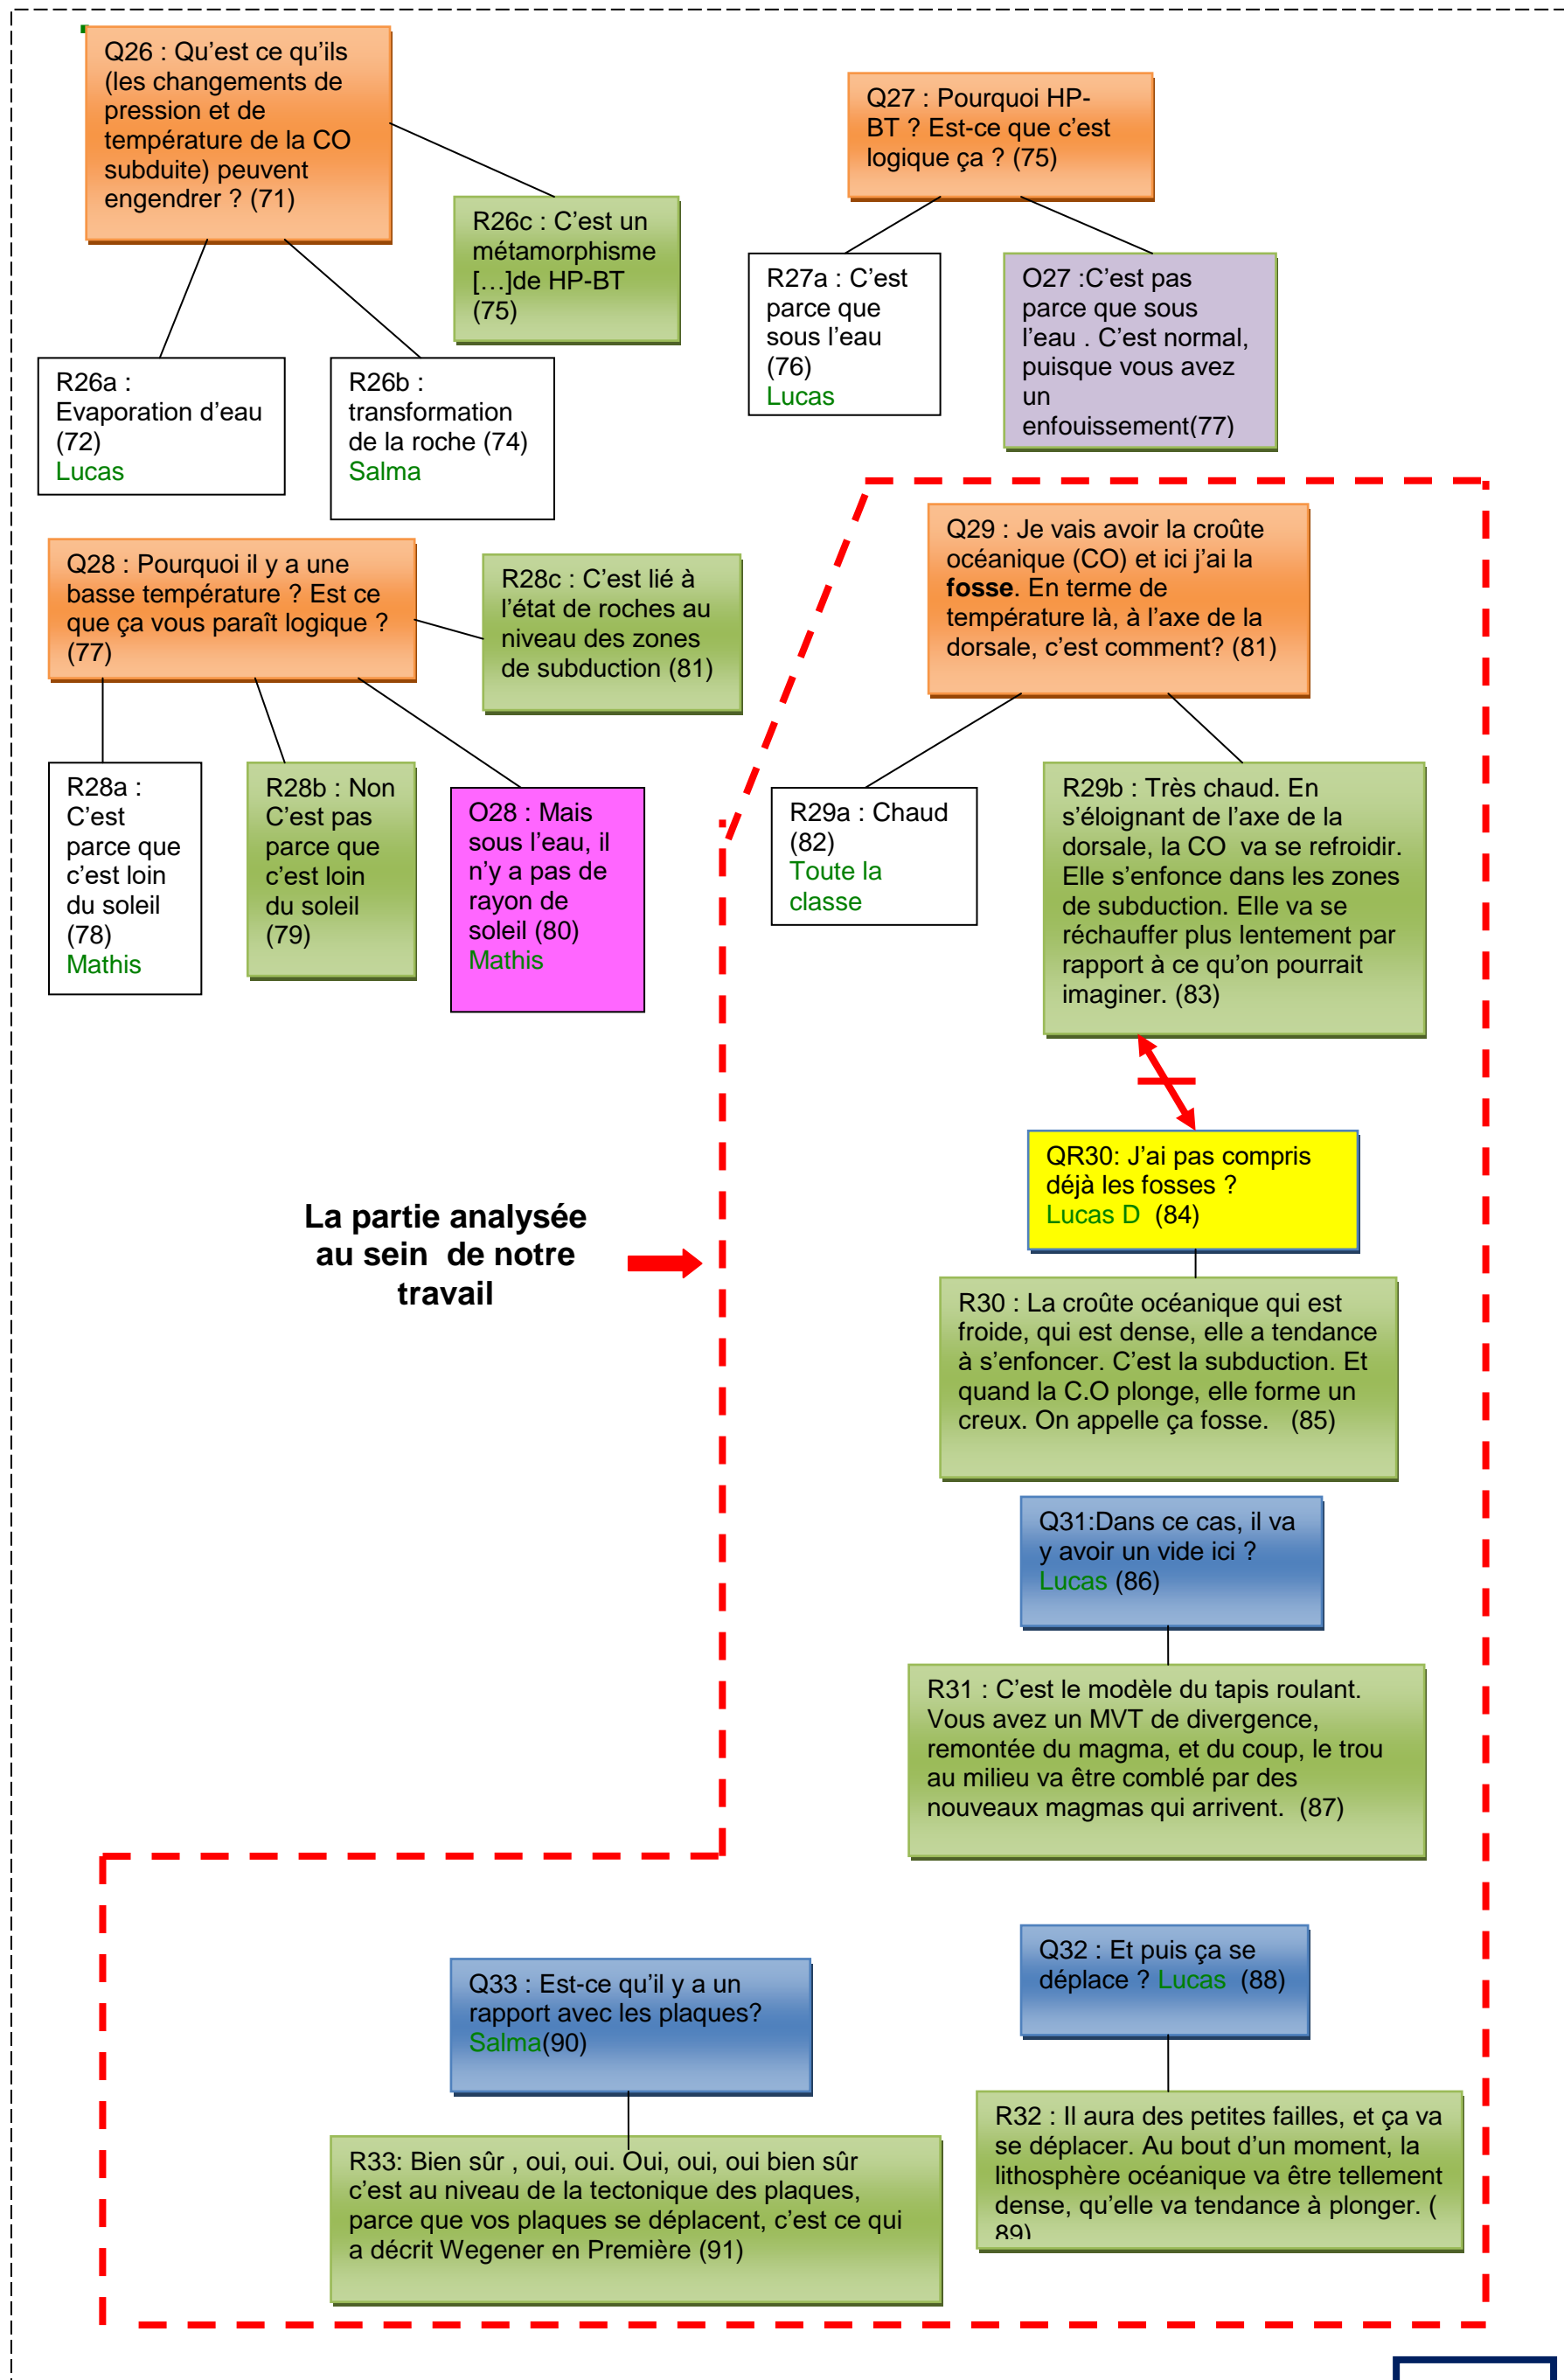 Q26 : Qu’est ce qu’ils
(les changements de
pression et de
température de la CO
subduite) peuvent
engendrer ? (71)
Q27 : Pourquoi HP-
BT ? Est-ce que c’est
logique ça ? (75)
R26c : C’est un
métamorphisme
[…]de HP-BT
(75)
R27a : C’est
parce que
sous l’eau
(76)
Lucas
O27 :C’est pas
parce que sous
l’eau . C’est normal,
puisque vous avez
un
enfouissement(77)
R26a :
Evaporation d’eau
(72)
Lucas
R26b :
transformation
de la roche (74)
Salma
Q28 : Pourquoi il y a une
basse température ? Est ce
que ça vous paraît logique ?
(77)
R28c : C’est lié à
l’état de roches au
niveau des zones
de subduction (81)
Q29 : Je vais avoir la croûte
océanique (CO) et ici j’ai la
fosse. En terme de
température là, à l’axe de la
dorsale, c’est comment? (81)
R28a :
C’est
parce que
c’est loin
du soleil
(78)
Mathis
R28b : Non
C’est pas
parce que
c’est loin
du soleil
(79)
O28 : Mais
sous l’eau, il
n’y a pas de
rayon de
soleil (80)
Mathis
R29a : Chaud
(82)
Toute la
classe
R29b : Très chaud. En
s’éloignant de l’axe de la
dorsale, la CO va se refroidir.
Elle s’enfonce dans les zones
de subduction. Elle va se
réchauffer plus lentement par
rapport à ce qu’on pourrait
imaginer. (83)
QR30: J’ai pas compris
déjà les fosses ?
Lucas D (84)
La partie analysée
au sein de notre
travail
R30 : La croûte océanique qui est
froide, qui est dense, elle a tendance
à s’enfoncer. C’est la subduction. Et
quand la C.O plonge, elle forme un
creux. On appelle ça fosse. (85)
Q31:Dans ce cas, il va
y avoir un vide ici ?
Lucas (86)
R31 : C’est le modèle du tapis roulant.
Vous avez un MVT de divergence,
remontée du magma, et du coup, le trou
au milieu va être comblé par des
nouveaux magmas qui arrivent. (87)
Q32 : Et puis ça se
déplace ? Lucas (88)
Q33 : Est-ce qu’il y a un
rapport avec les plaques?
Salma(90)
R32 : Il aura des petites failles, et ça va
se déplacer. Au bout d’un moment, la
lithosphère océanique va être tellement
dense, qu’elle va tendance à plonger. (
89)
R33: Bien sûr , oui, oui. Oui, oui, oui bien sûr
c’est au niveau de la tectonique des plaques,
parce que vos plaques se déplacent, c’est ce qui
a décrit Wegener en Première (91)